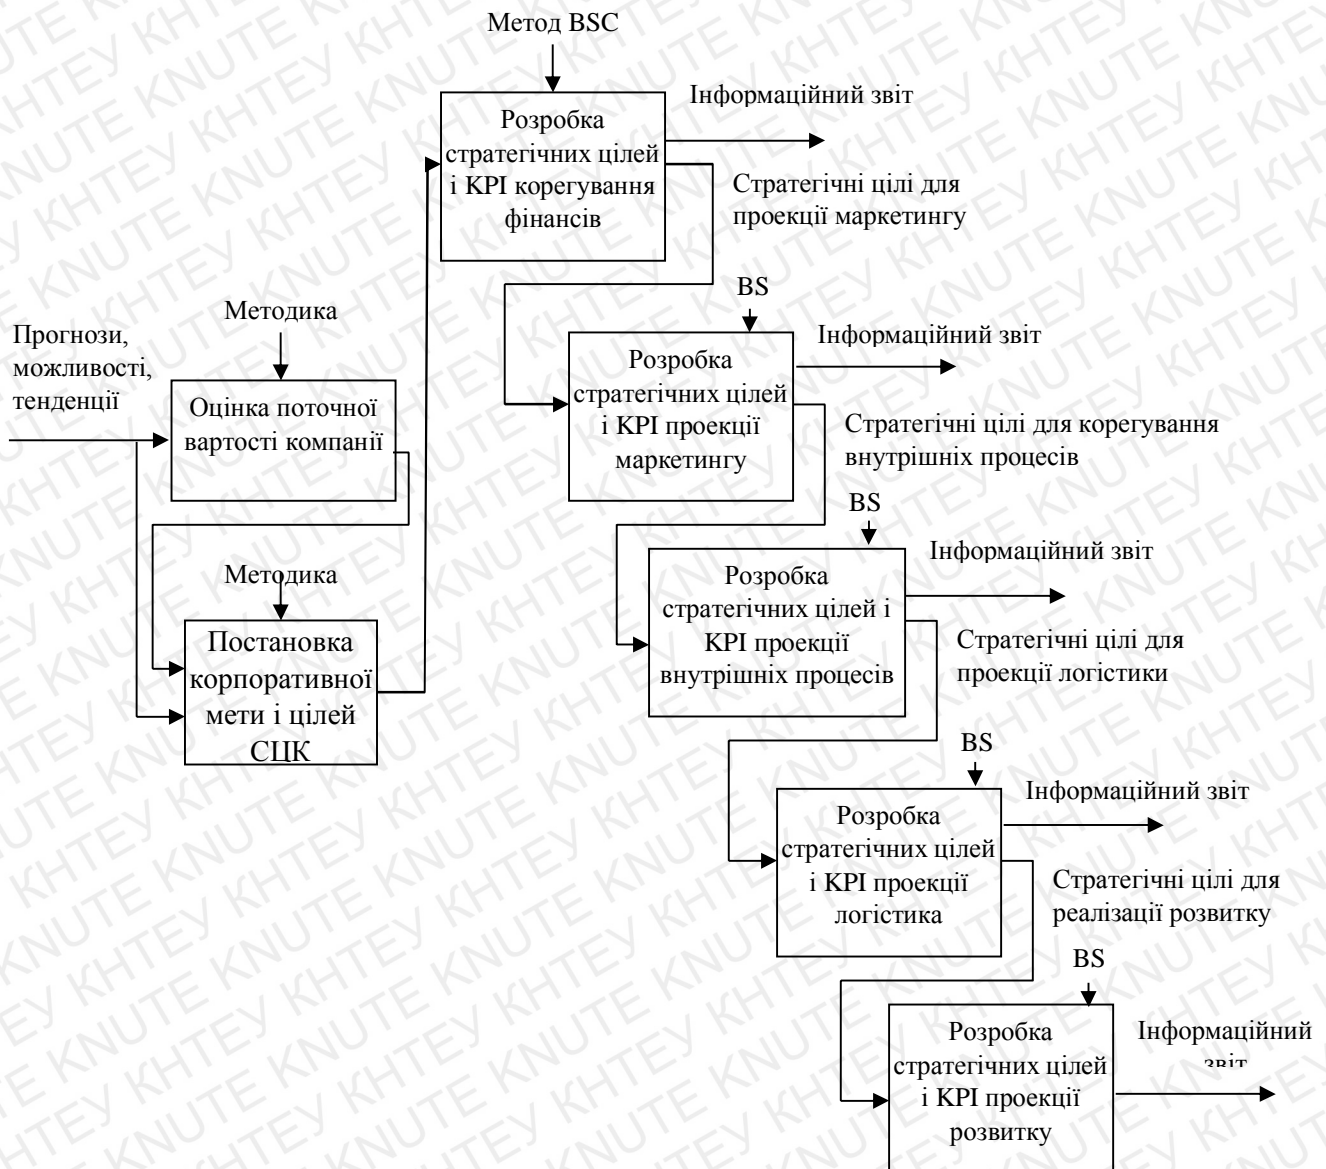 Метод BSC
Інформаційний звіт
Розробка
стратегічних цілей
і KPI корегування
фінансів
Стратегічні цілі для
проекції маркетингу
BS
Методика
Прогнози,
можливості,
тенденції
Інформаційний звіт
Розробка
стратегічних цілей
і KPI проекції
маркетингу
Оцінка поточної
вартості компанії
Стратегічні цілі для корегування
внутрішніх процесів
BS
Інформаційний звіт
Методика
Розробка
стратегічних цілей і
KPI проекції
внутрішніх процесів
Постановка
корпоративної
мети і цілей
СЦК
Стратегічні цілі для
проекції логістики
BS
Інформаційний звіт
Розробка
стратегічних цілей
і KPI проекції
логістика
Стратегічні цілі для
реалізації розвитку
BS
Розробка
стратегічних цілей
і KPI проекції
розвитку
Інформаційний
звіт